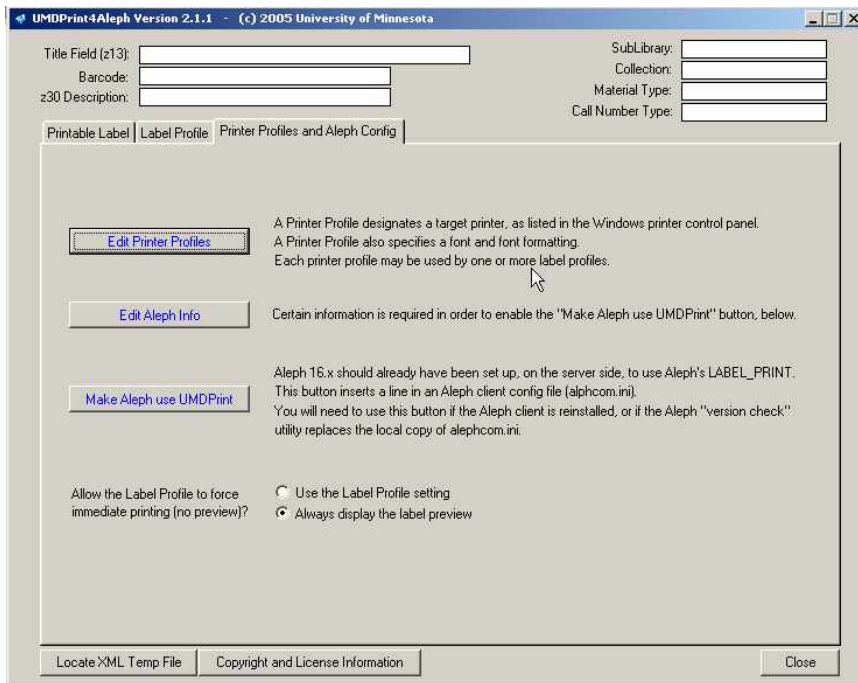 UMDPrint4Aleph Version 2.1.1 - (c) 2005 University of Minnesota
Title Field (z13):
Barcode:
z30 Description:
SubLibrary:
Collection:
Material Type:
Call Number Type:
Printable Label
Label Profile
Printer Profiles and Aleph Config
Edit Printer Profiles
A Printer Profile designates a target printer, as listed in the Windows printer control panel.
A Printer Profile also specifies a font and font formatting.
Each printer profile may be used by one or more label profiles.
Edit Aleph Info
Certain information is required in order to enable the "Make Aleph use UMDPrint" button, below.
Make Aleph use UMDPrint
Aleph 16.x should already have been set up, on the server side, to use Aleph's LABEL_PRINT.
This button inserts a line in an Aleph client config file (alphcom.ini).
You will need to use this button if the Aleph client is reinstalled, or if the Aleph "version check"
utility replaces the local copy of alephcom.ini.
Allow the Label Profile to force
immediate printing (no preview)?
Use the Label Profile setting
Always display the label preview
Locate XML Temp File
Copyright and License Information
Close